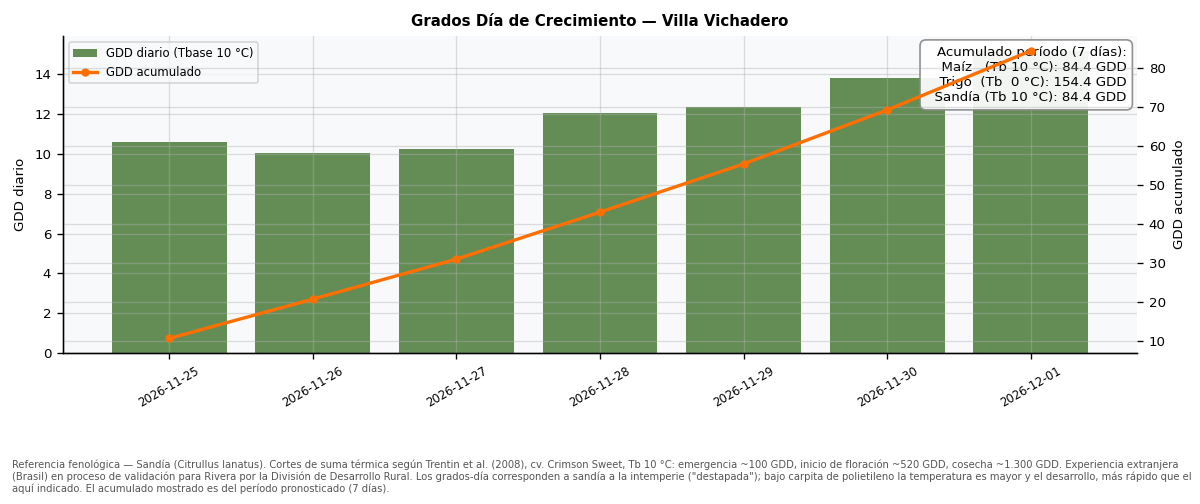 Grados Día de Crecimiento — Villa Vichadero
GDD diario (Tbase 10 °C)
GDD acumulado
Acumulado período (7 días):
Maíz (Tb 10 °C): 84.4 GDD
Trigo (Tb 0 °C): 154.4 GDD
Sandía (Tb 10 °C): 84.4 GDD
GDD diario
14
12
10
8
6
4
2
0
GDD acumulado
80
70
60
50
40
30
20
10
2026-11-25
2026-11-26
2026-11-27
2026-11-28
2026-11-29
2026-11-30
2026-12-01
Referencia fenológica — Sandía (Citrullus lanatus). Cortes de suma térmica según Trentin et al. (2008), cv. Crimson Sweet, Tb 10 °C: emergencia ~100 GDD, inicio de floración ~520 GDD, cosecha ~1.300 GDD. Experiencia extranjera
(Brasil) en proceso de validación para Rivera por la División de Desarrollo Rural. Los grados-día corresponden a sandía a la intemperie ("destapada"); bajo carpita de polietileno la temperatura es mayor y el desarrollo, más rápido que el
aquí indicado. El acumulado mostrado es del período pronosticado (7 días).